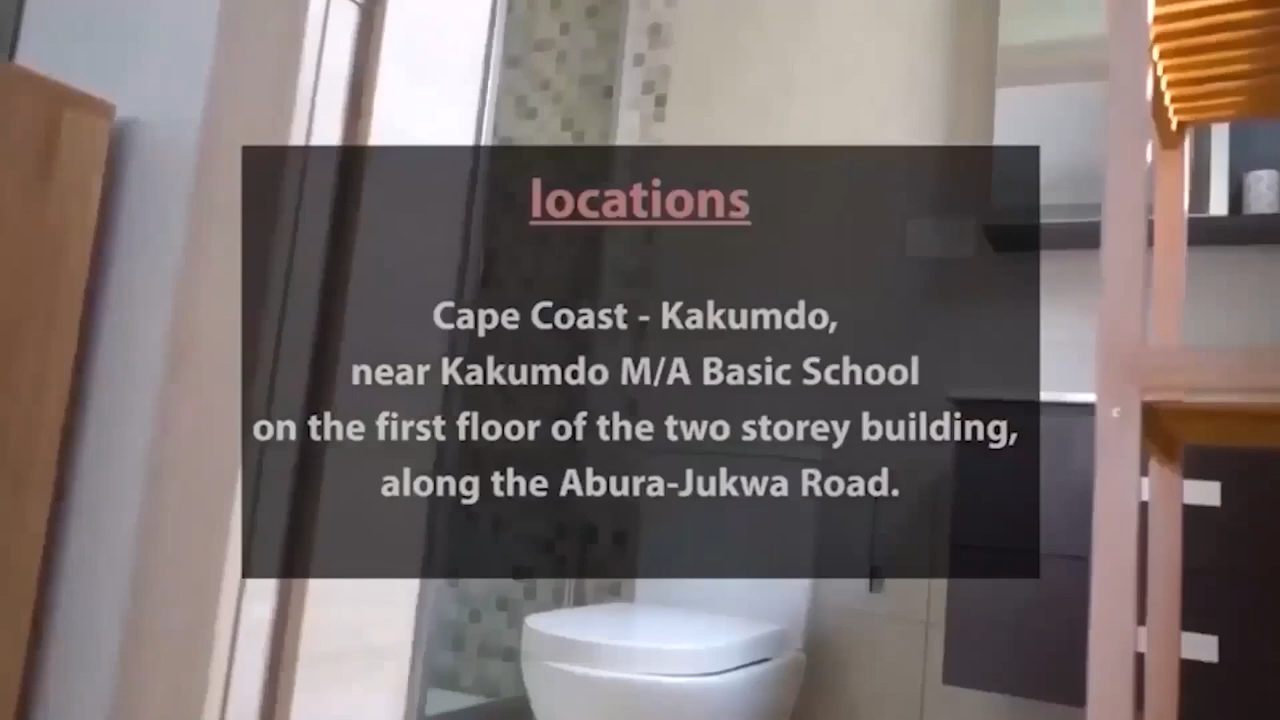 locations
Cape Coast - Kakumdo,
near Kakumdo M/A Basic School
on the first floor of the two storey building,
along the Abura-Jukwa Road.